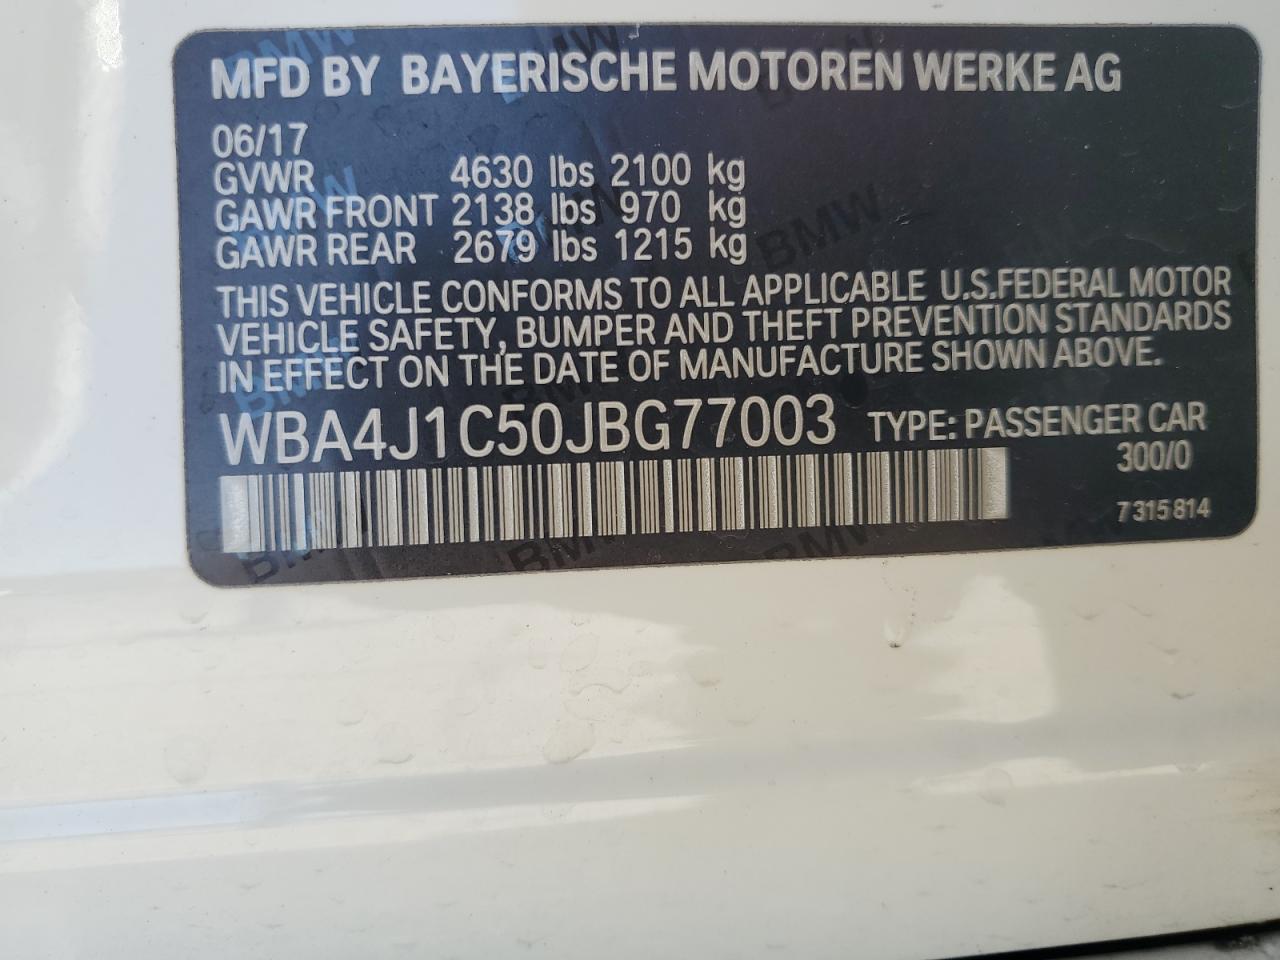 MFD BY BAYERISCHE MOTOREN WERKE AG
06/17
GVWR 4630 lbs 2100 kg
GAWR FRONT 2138 lbs 970 kg
GAWR REAR 2679 lbs 1215 kg
THIS VEHICLE CONFORMS TO ALL APPLICABLE U.S.FEDERAL MOTOR
VEHICLE SAFETY, BUMPER AND THEFT PREVENTION STANDARDS
IN EFFECT ON THE DATE OF MANUFACTURE SHOWN ABOVE.
WBA4J1C50JBG77003 TYPE: PASSENGER CAR
300/0
7315814